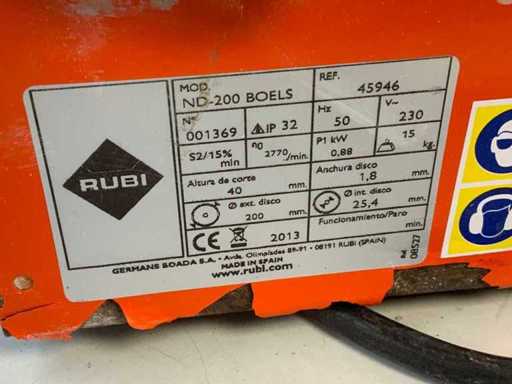 MOD.
ND-200 BOELS
REF.
45946
Nº
001369
IP 32
Hz
50
V~
230
S2/15%
min
n0
2770/min.
P1 kW
0,88
15
kg.
Altura de corte
40 mm.
Anchura disco
1,8 mm.
Ø ext. disco
200 mm.
Ø int. disco
25,4 mm.
CE
2013
Funcionamiento/Paro
min.
RUBI
GERMANS BOADA S.A. - Avda. Olimpiades 89-91 - 08191 RUBI (SPAIN)
MADE IN SPAIN
www.rubi.com
08527